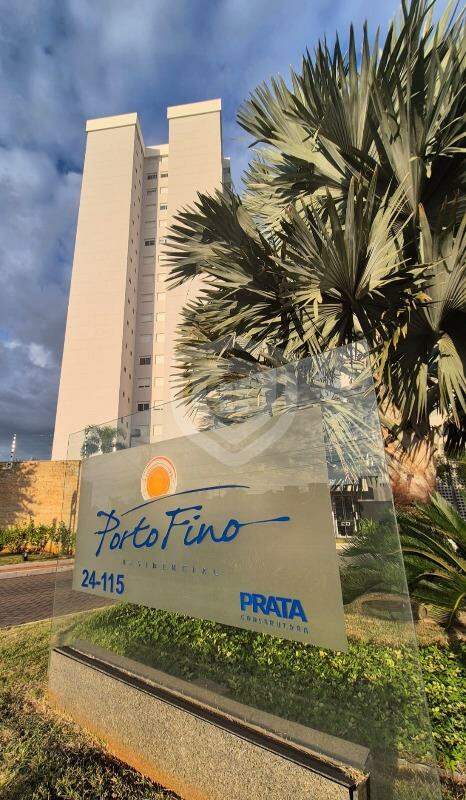 Porto Fino
RESIDENCIAL
24-115
PRATA
CONSTRUTORA